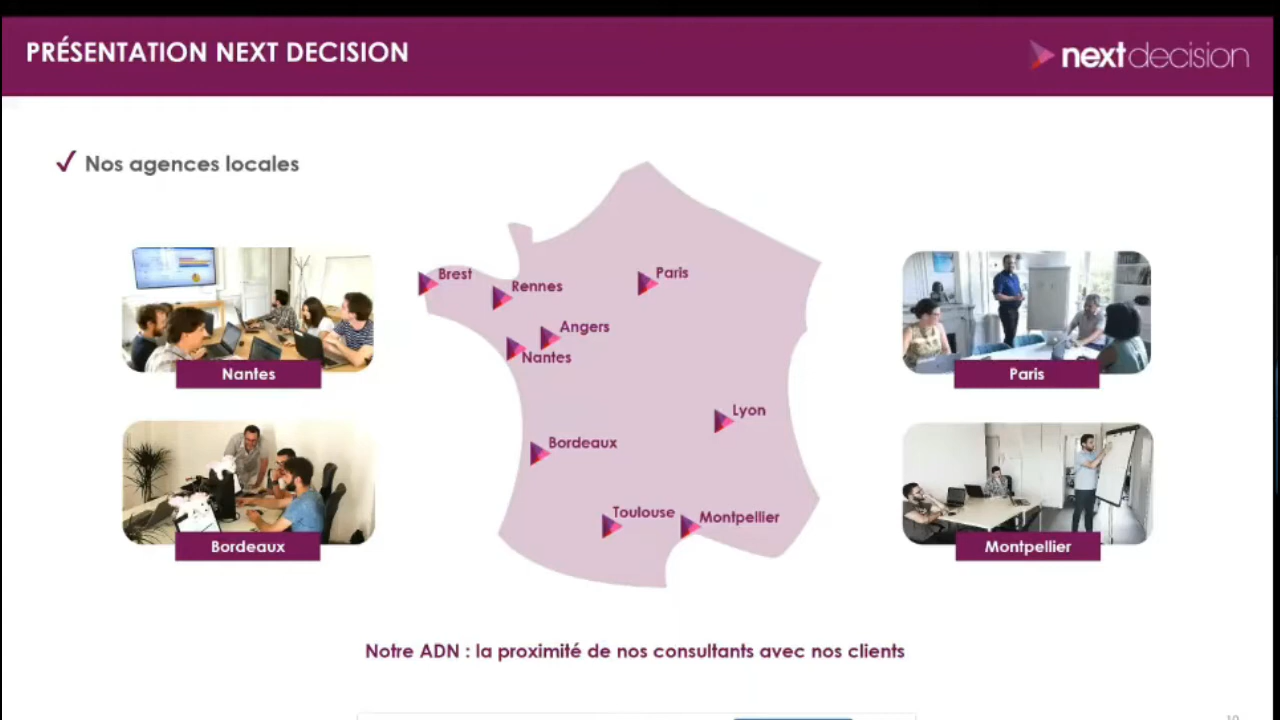 PRÉSENTATION NEXT DECISION
nextdecision
✓ Nos agences locales
Brest
Rennes
Paris
Angers
Nantes
Lyon
Bordeaux
Toulouse
Montpellier
Nantes
Paris
Bordeaux
Montpellier
Notre ADN : la proximité de nos consultants avec nos clients